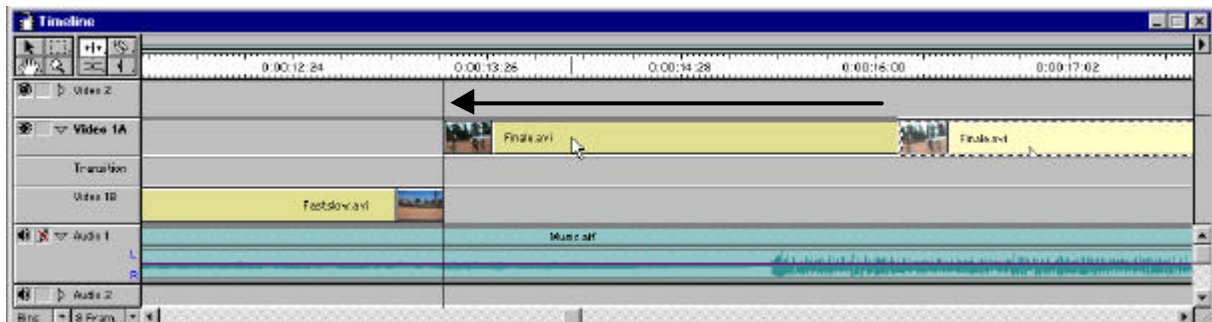 Timeline
0:00:12:24 0:00:13:26 0:00:14:28 0:00:16:00 0:00:17:02
Video 2
Video 1A Finale.avi Finale.avi
Transition
Video 1B Fastslow.avi
Audio 1 Music.aif
L
R
Audio 2
Bins 8 Fram